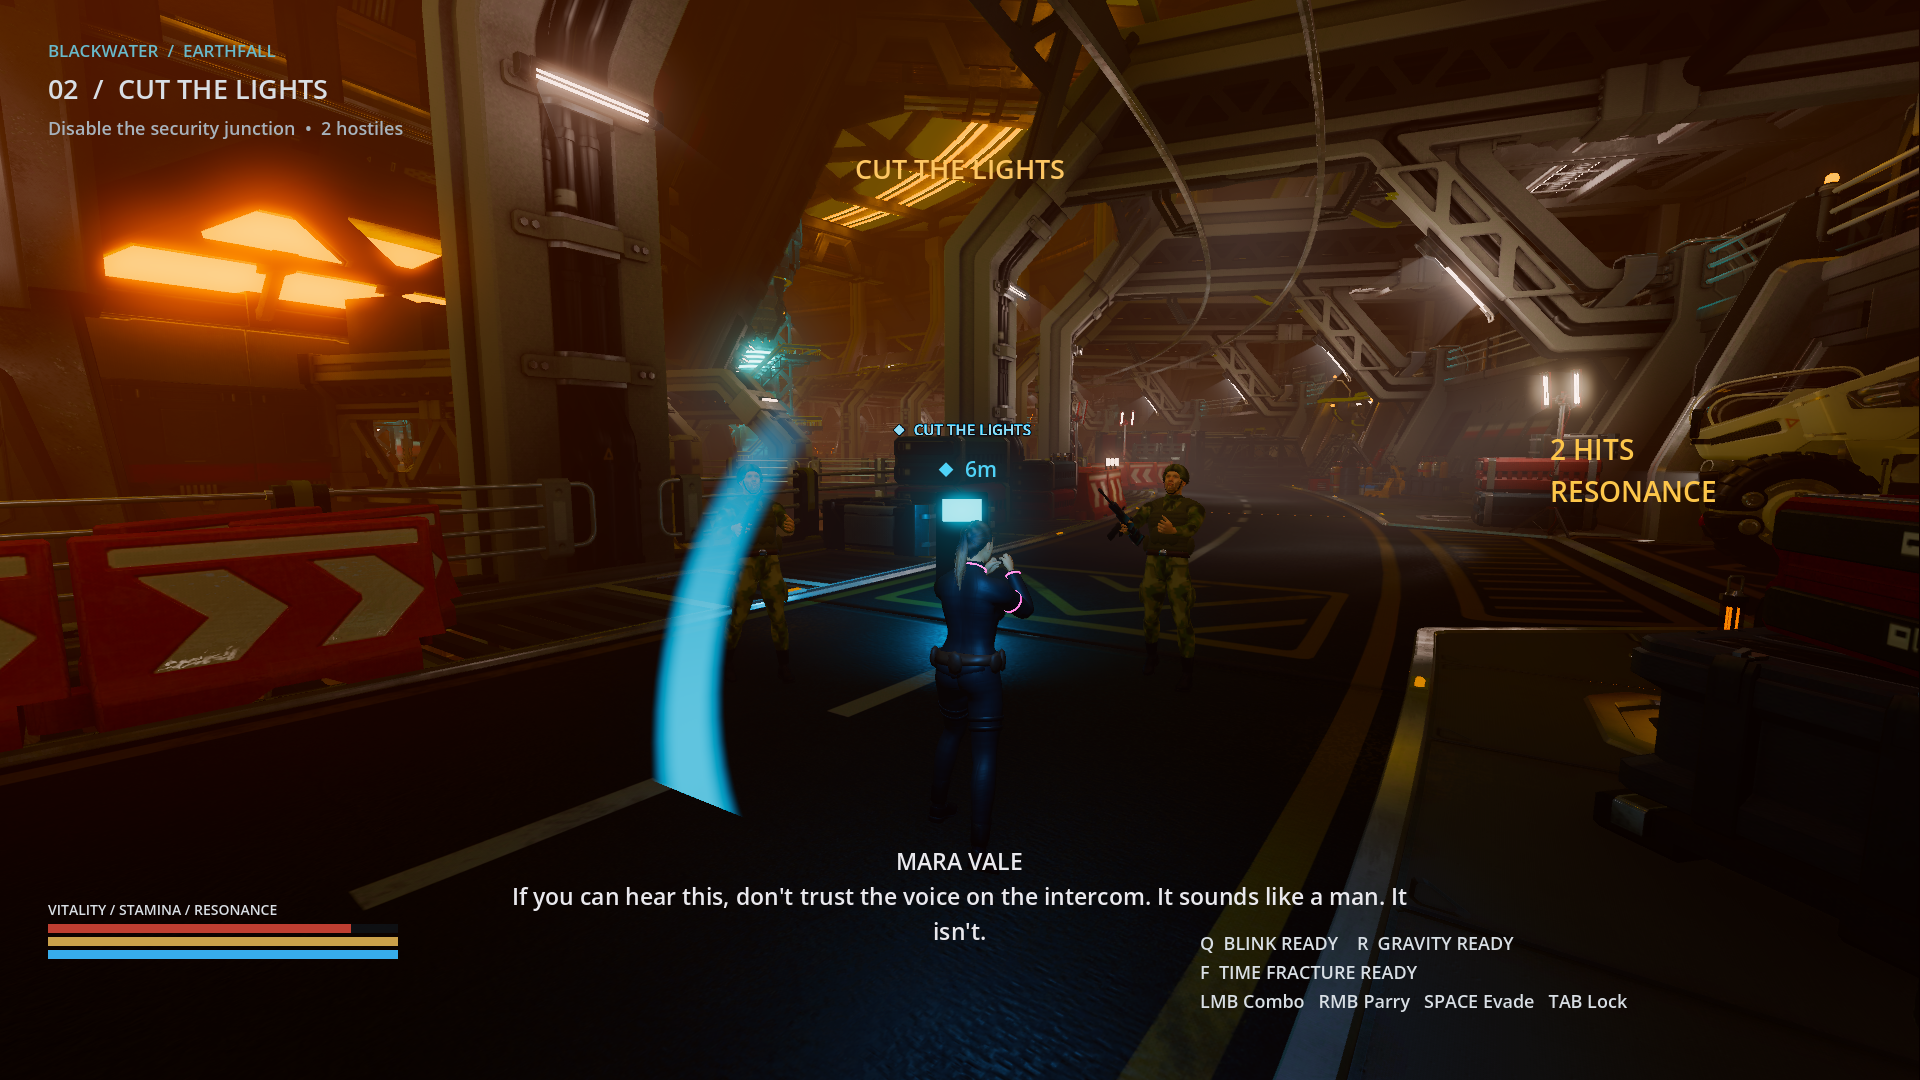 BLACKWATER / EARTHFALL
02 / CUT THE LIGHTS
Disable the security junction • 2 hostiles
CUT THE LIGHTS
◆ CUT THE LIGHTS
◆ 6m
2 HITS
RESONANCE
MARA VALE
If you can hear this, don't trust the voice on the intercom. It sounds like a man. It
isn't.
VITALITY / STAMINA / RESONANCE
Q BLINK READY R GRAVITY READY
F TIME FRACTURE READY
LMB Combo RMB Parry SPACE Evade TAB Lock